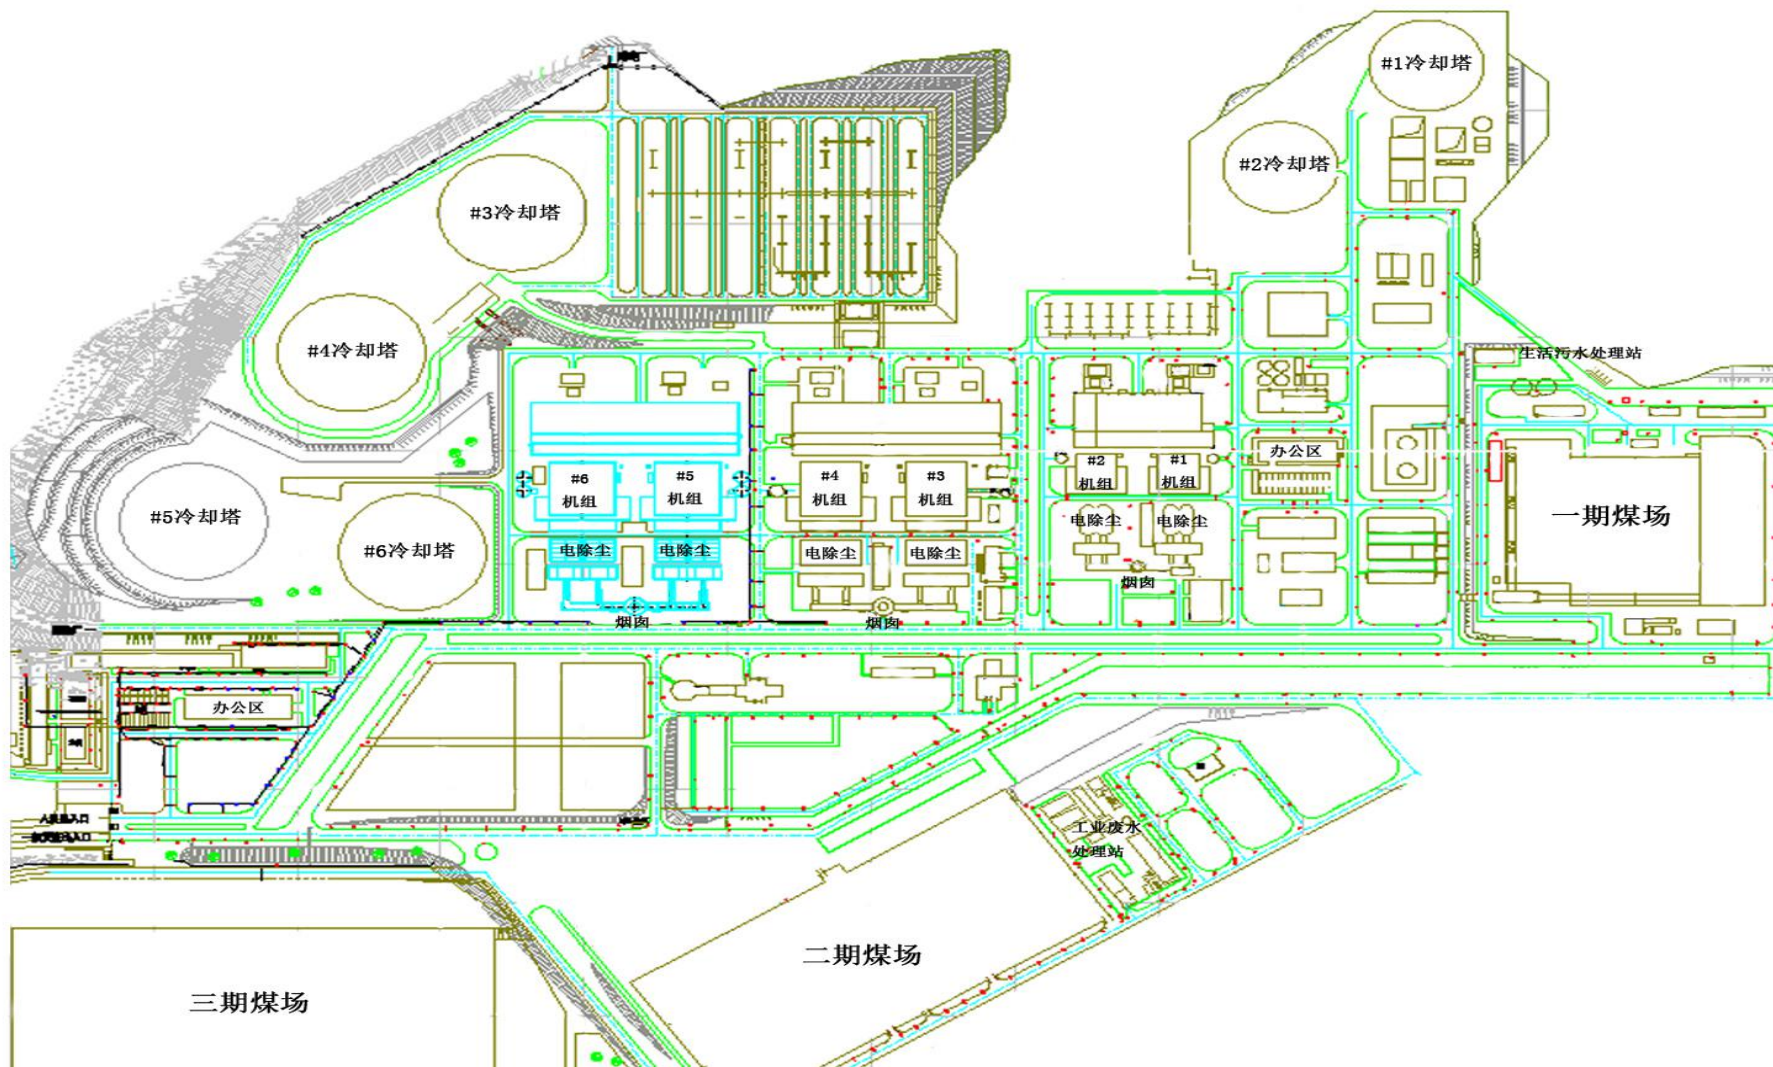 #1冷却塔
#2冷却塔
#3冷却塔
#4冷却塔
生活污水处理站
办公区
#6
机组
#5
机组
#4
机组
#3
机组
#2
机组
#1
机组
#5冷却塔
#6冷却塔
一期煤场
电除尘
电除尘
电除尘
电除尘
电除尘
电除尘
烟囱
烟囱
烟囱
办公区
工业废水
处理站
二期煤场
三期煤场